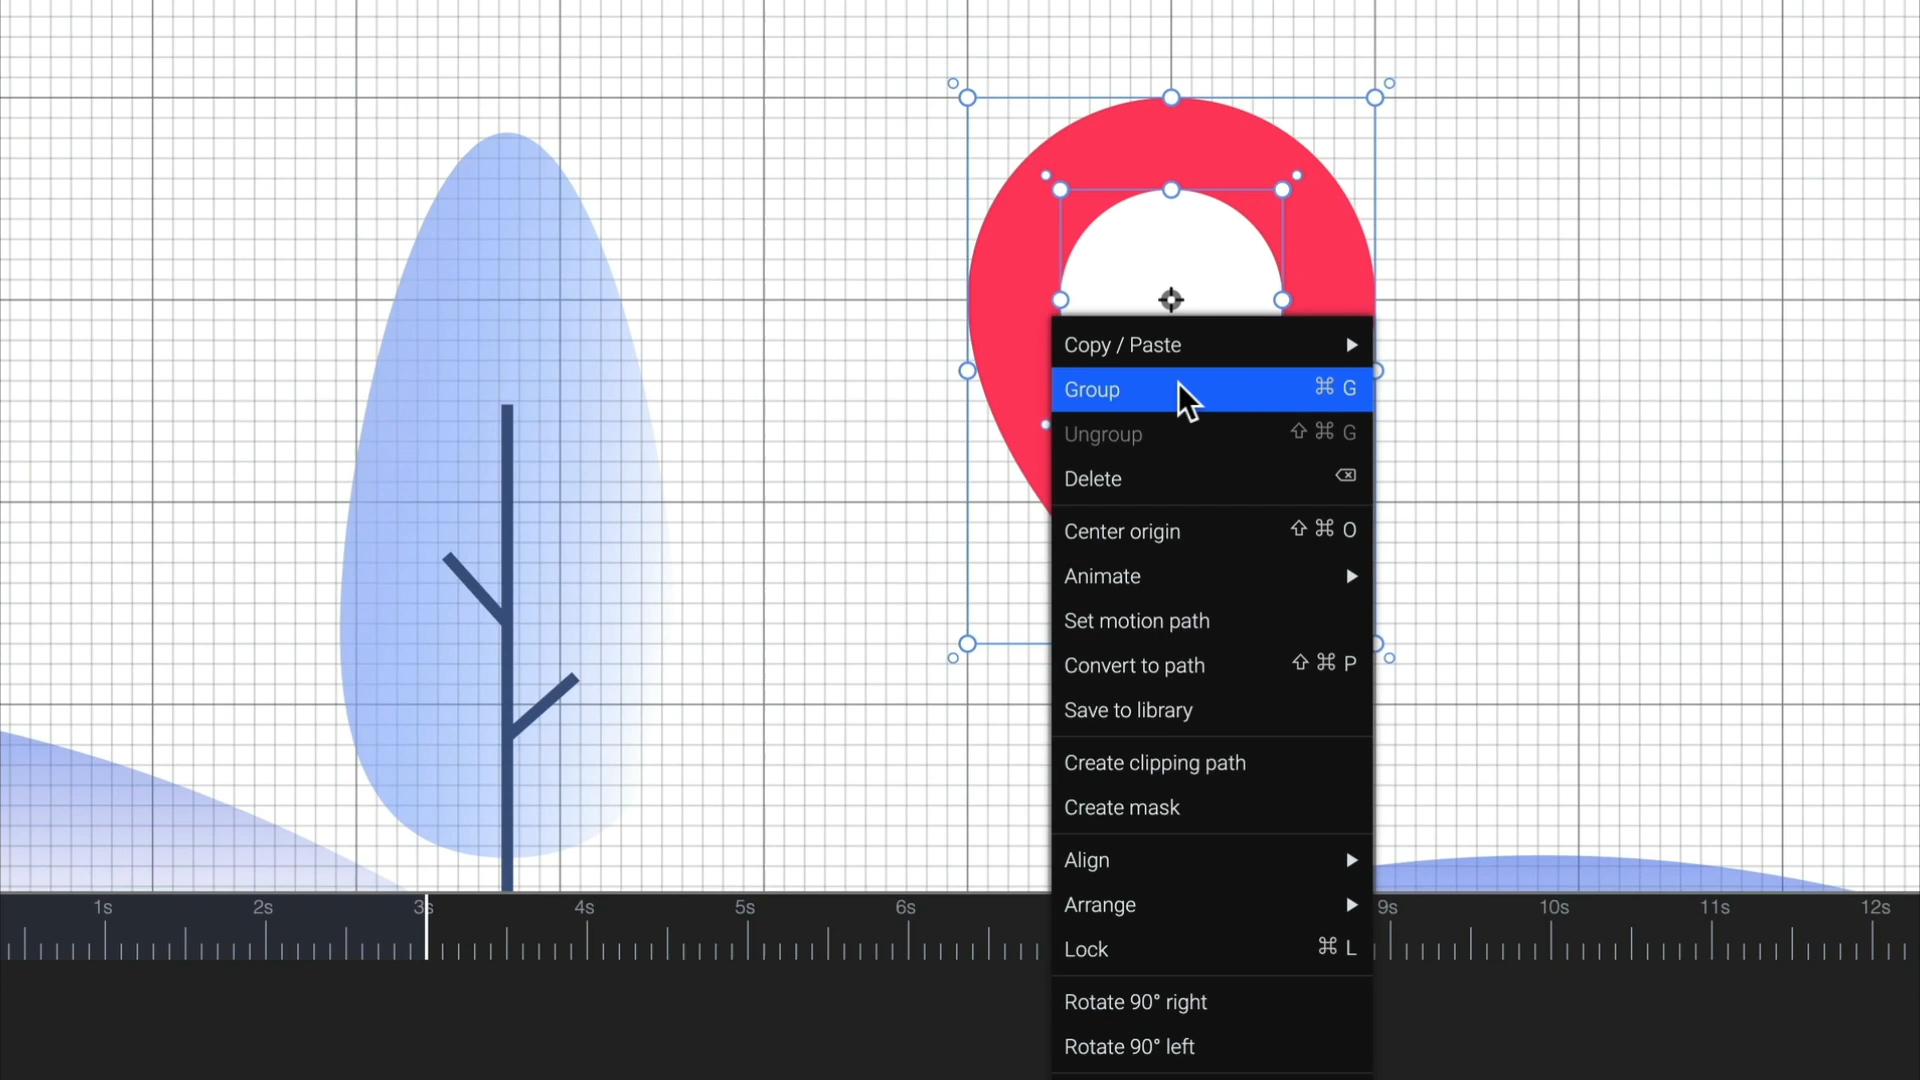 Copy / Paste ▶
Group ⌘ G
Ungroup ⇧ ⌘ G
Delete ⌫
Center origin ⇧ ⌘ O
Animate ▶
Set motion path
Convert to path ⇧ ⌘ P
Save to library
Create clipping path
Create mask
Align ▶
Arrange ▶
1s 2s 3s 4s 5s 6s 9s 10s 11s 12s
Lock ⌘ L
Rotate 90° right
Rotate 90° left